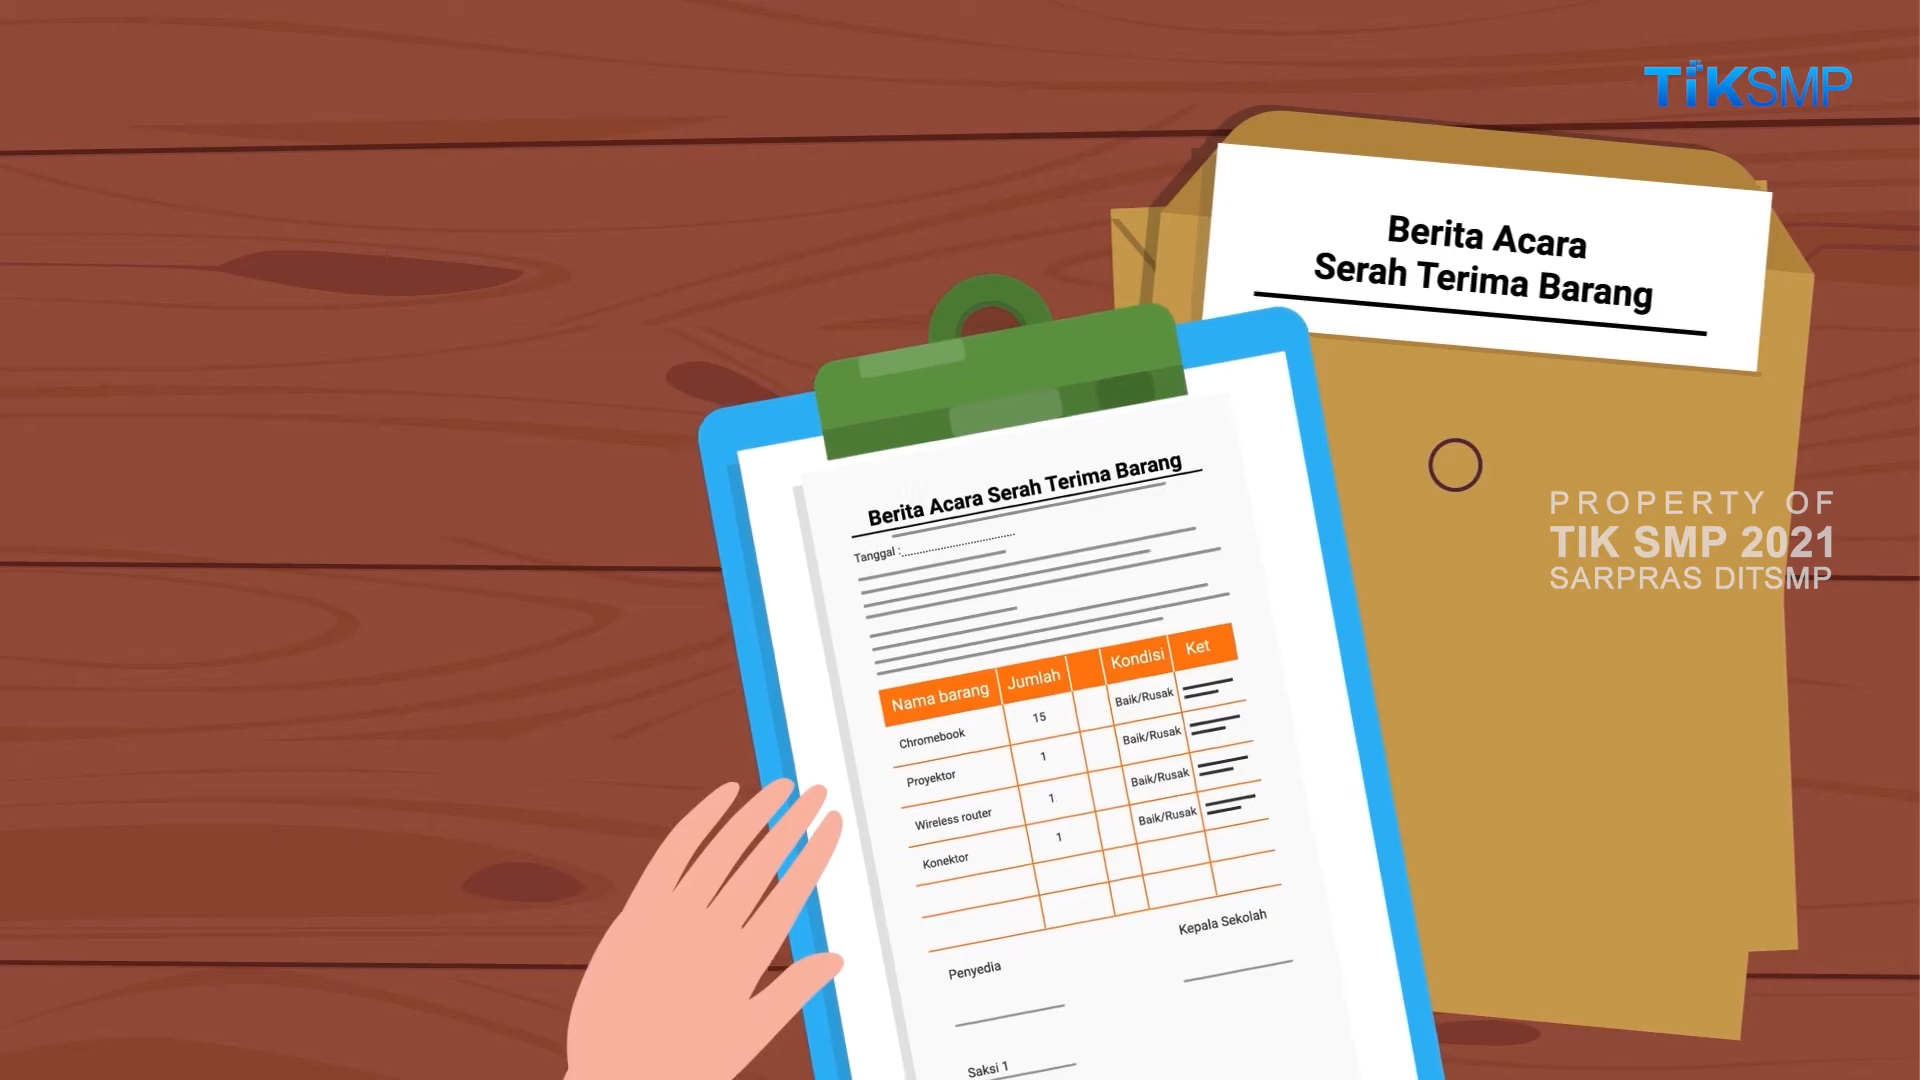 TiKSMP
Berita Acara
Serah Terima Barang
PROPERTY OF
TIK SMP 2021
SARPRAS DITSMP
Berita Acara Serah Terima Barang
Tanggal :..............................
Nama barang Jumlah Kondisi Ket
Chromebook 15 Baik/Rusak
Proyektor 1 Baik/Rusak
Wireless router 1 Baik/Rusak
Konektor 1 Baik/Rusak
Kepala Sekolah
Penyedia
Saksi 1